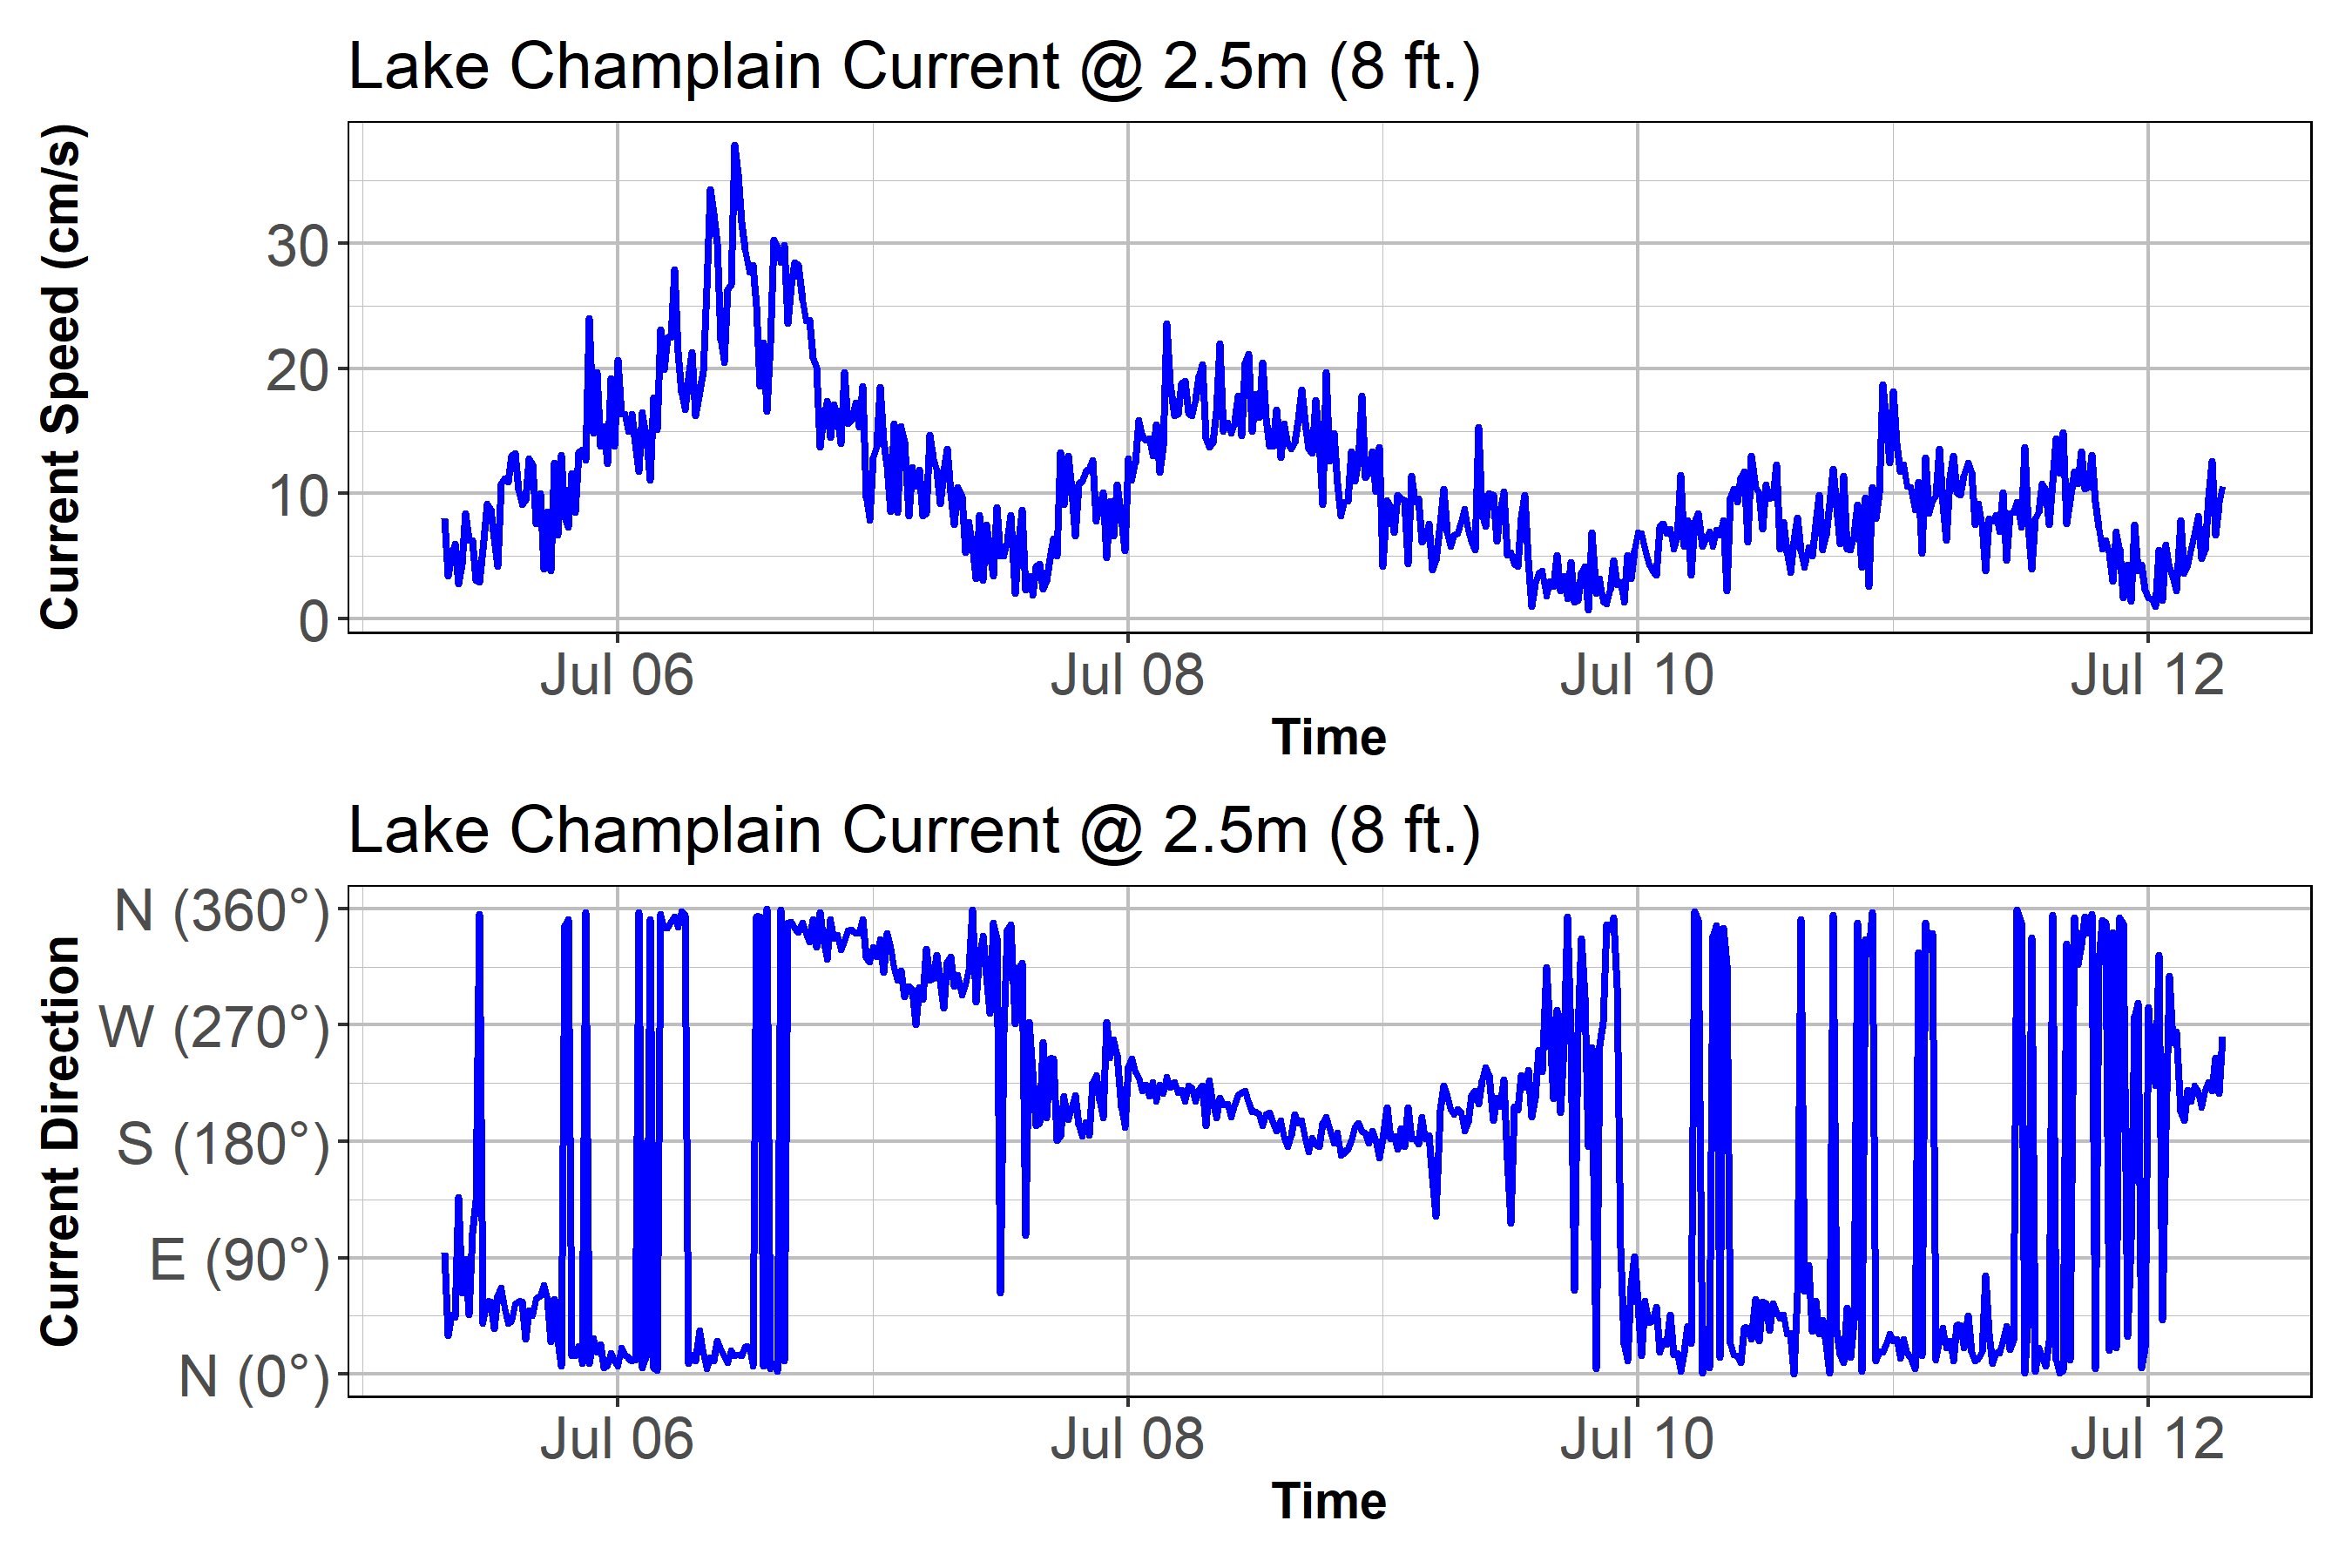 Lake Champlain Current @ 2.5m (8 ft.)
Current Speed (cm/s)
30
20
10
0
Jul 06 Jul 08 Jul 10 Jul 12
Time
Lake Champlain Current @ 2.5m (8 ft.)
Current Direction
N (360°)
W (270°)
S (180°)
E (90°)
N (0°)
Jul 06 Jul 08 Jul 10 Jul 12
Time